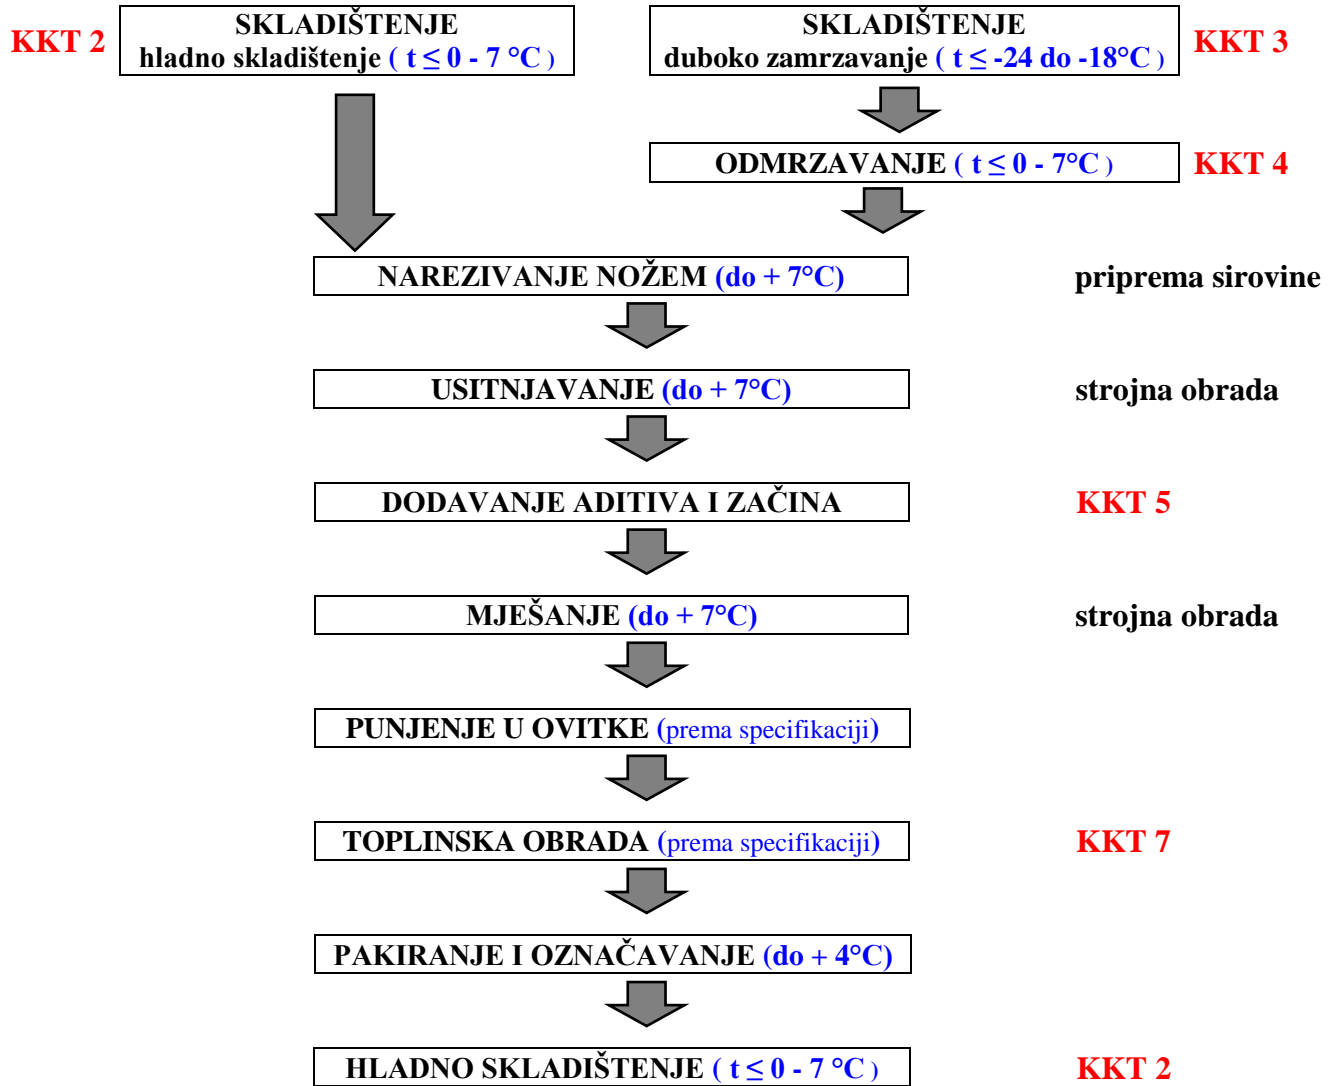 KKT 2
SKLADIŠTENJE
hladno skladištenje ( t ≤ 0 - 7 °C )
SKLADIŠTENJE
duboko zamrzavanje ( t ≤ -24 do -18°C )
KKT 3
ODMRZAVANJE ( t ≤ 0 - 7°C )
KKT 4
NAREZIVANJE NOŽEM (do + 7°C)
priprema sirovine
USITNJAVANJE (do + 7°C)
strojna obrada
DODAVANJE ADITIVA I ZAČINA
KKT 5
MJEŠANJE (do + 7°C)
strojna obrada
PUNJENJE U OVITKE (prema specifikaciji)
TOPLINSKA OBRADA (prema specifikaciji)
KKT 7
PAKIRANJE I OZNAČAVANJE (do + 4°C)
HLADNO SKLADIŠTENJE ( t ≤ 0 - 7 °C )
KKT 2